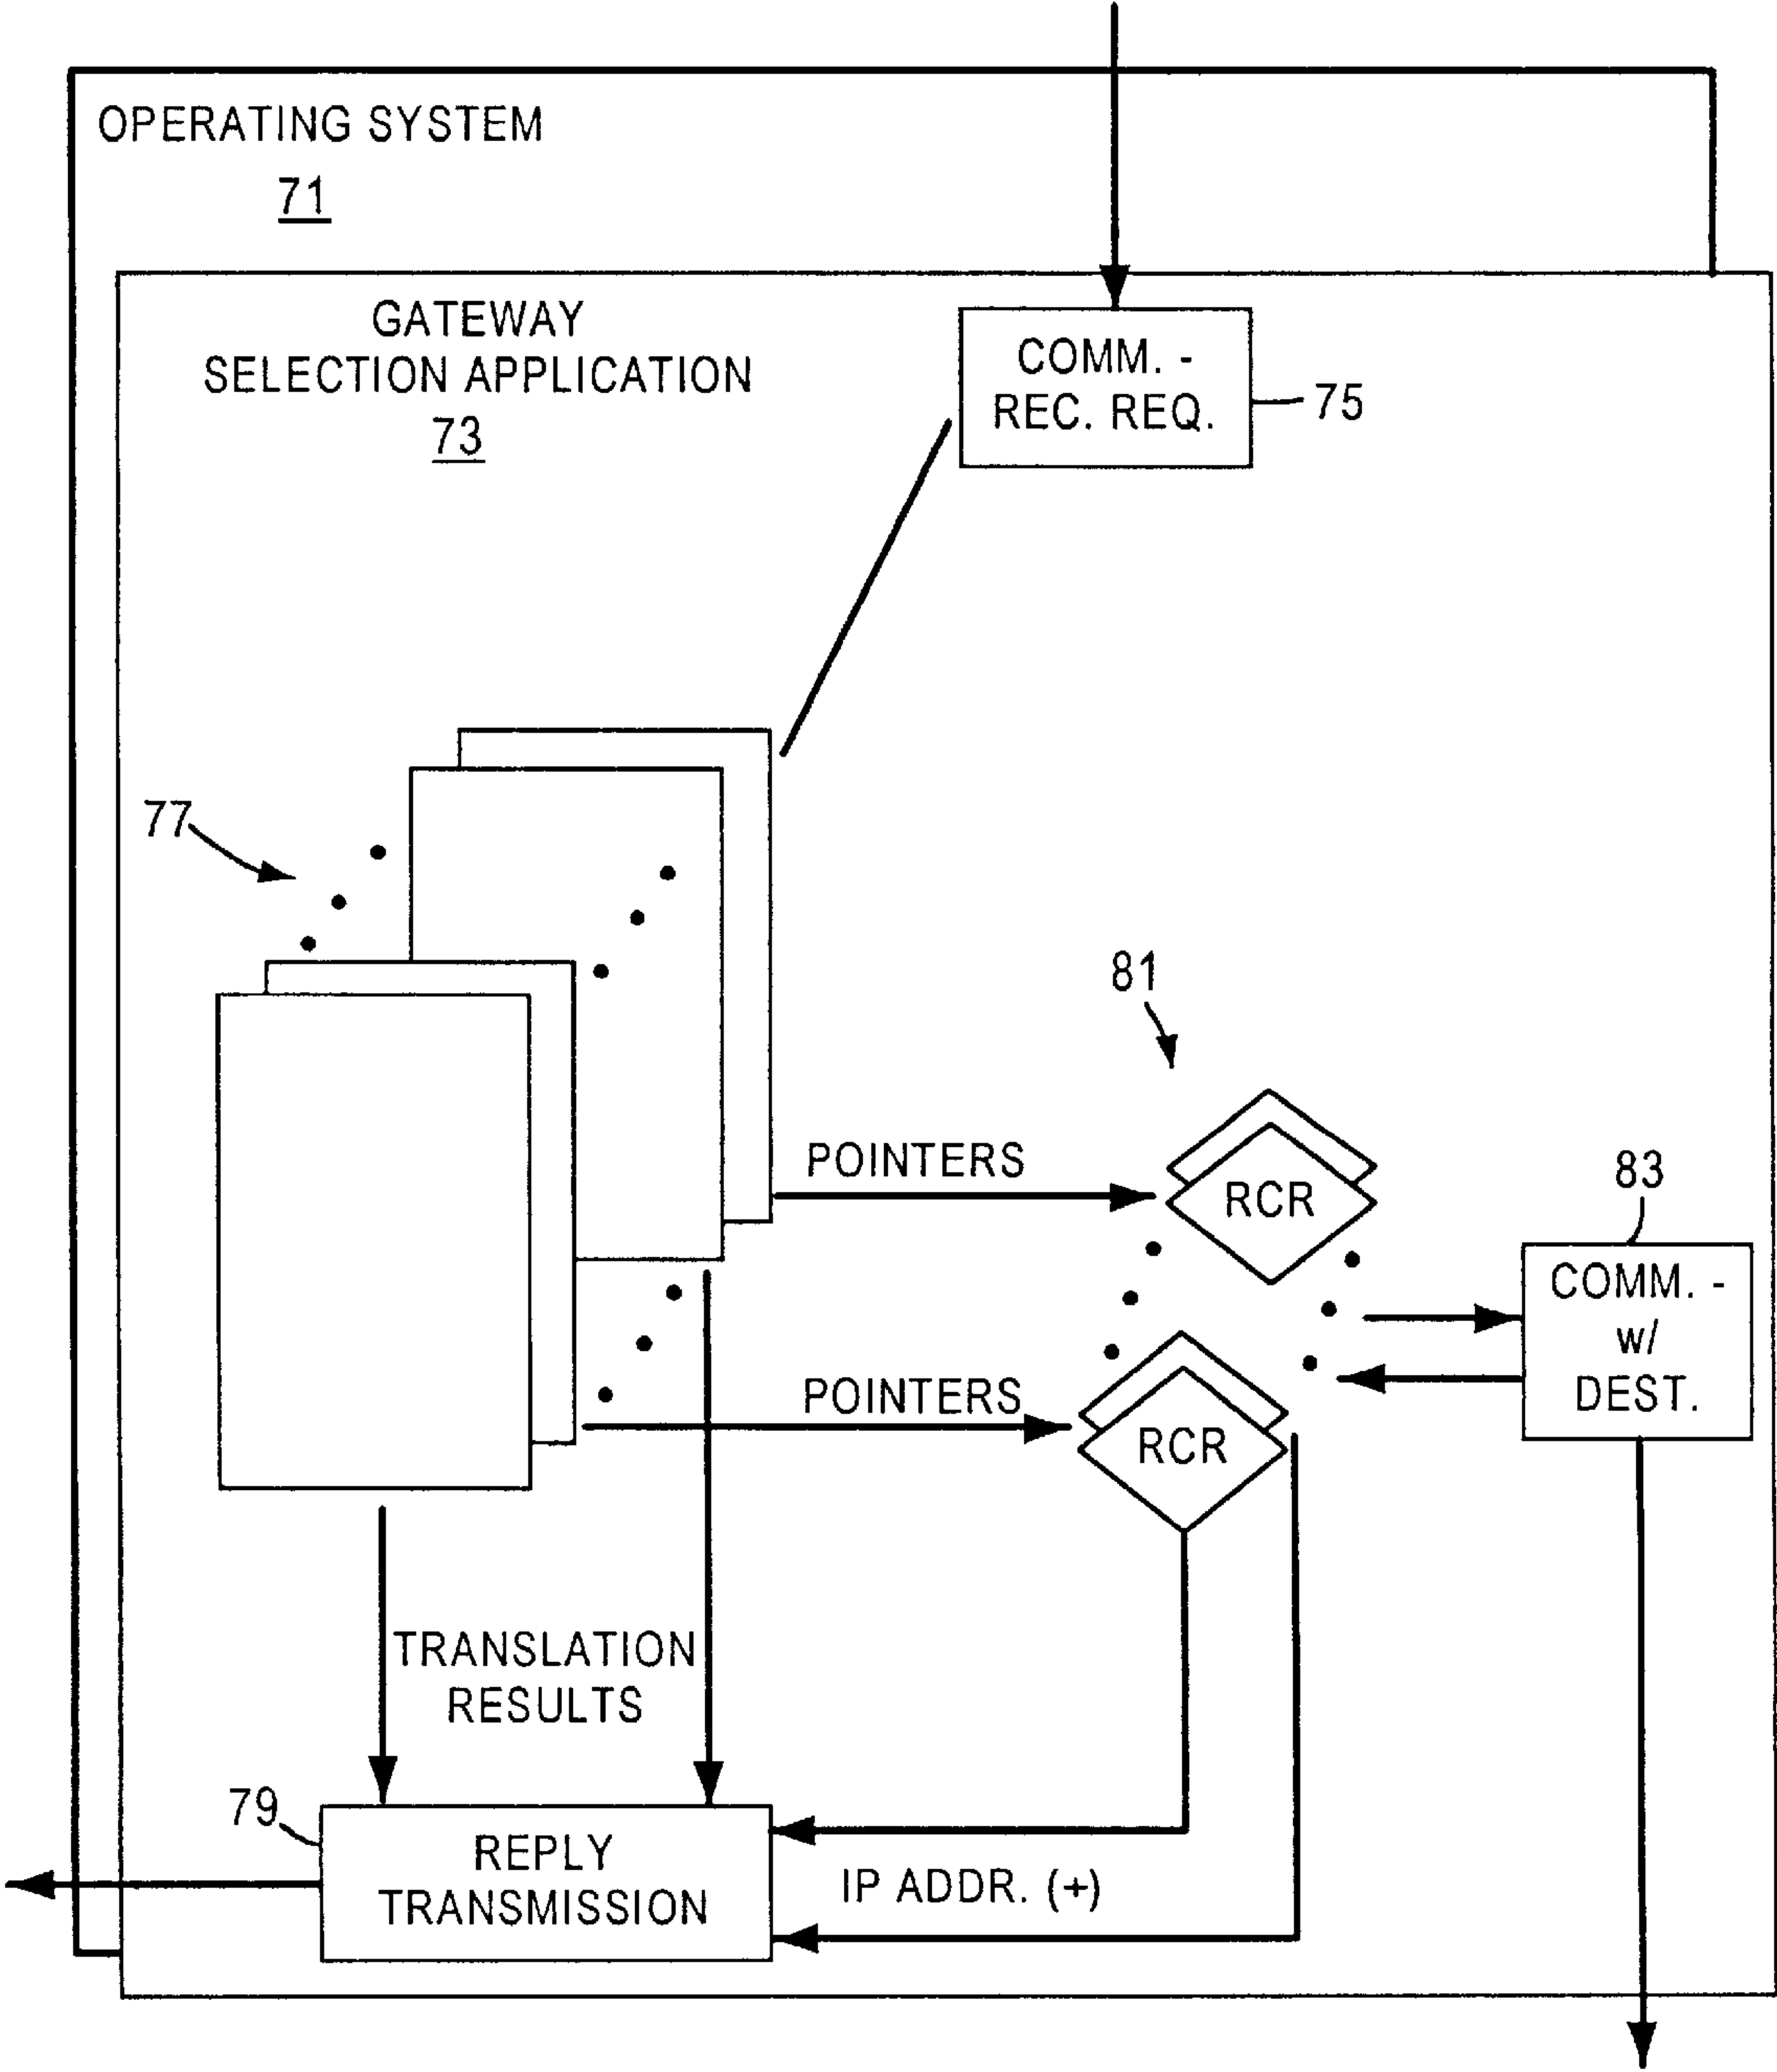 OPERATING SYSTEM
71
GATEWAY
SELECTION APPLICATION
73
COMM. -
REC. REQ.
75
77
81
POINTERS
RCR
83
COMM. -
w/
DEST.
POINTERS
RCR
TRANSLATION
RESULTS
79
REPLY
TRANSMISSION
IP ADDR. (+)